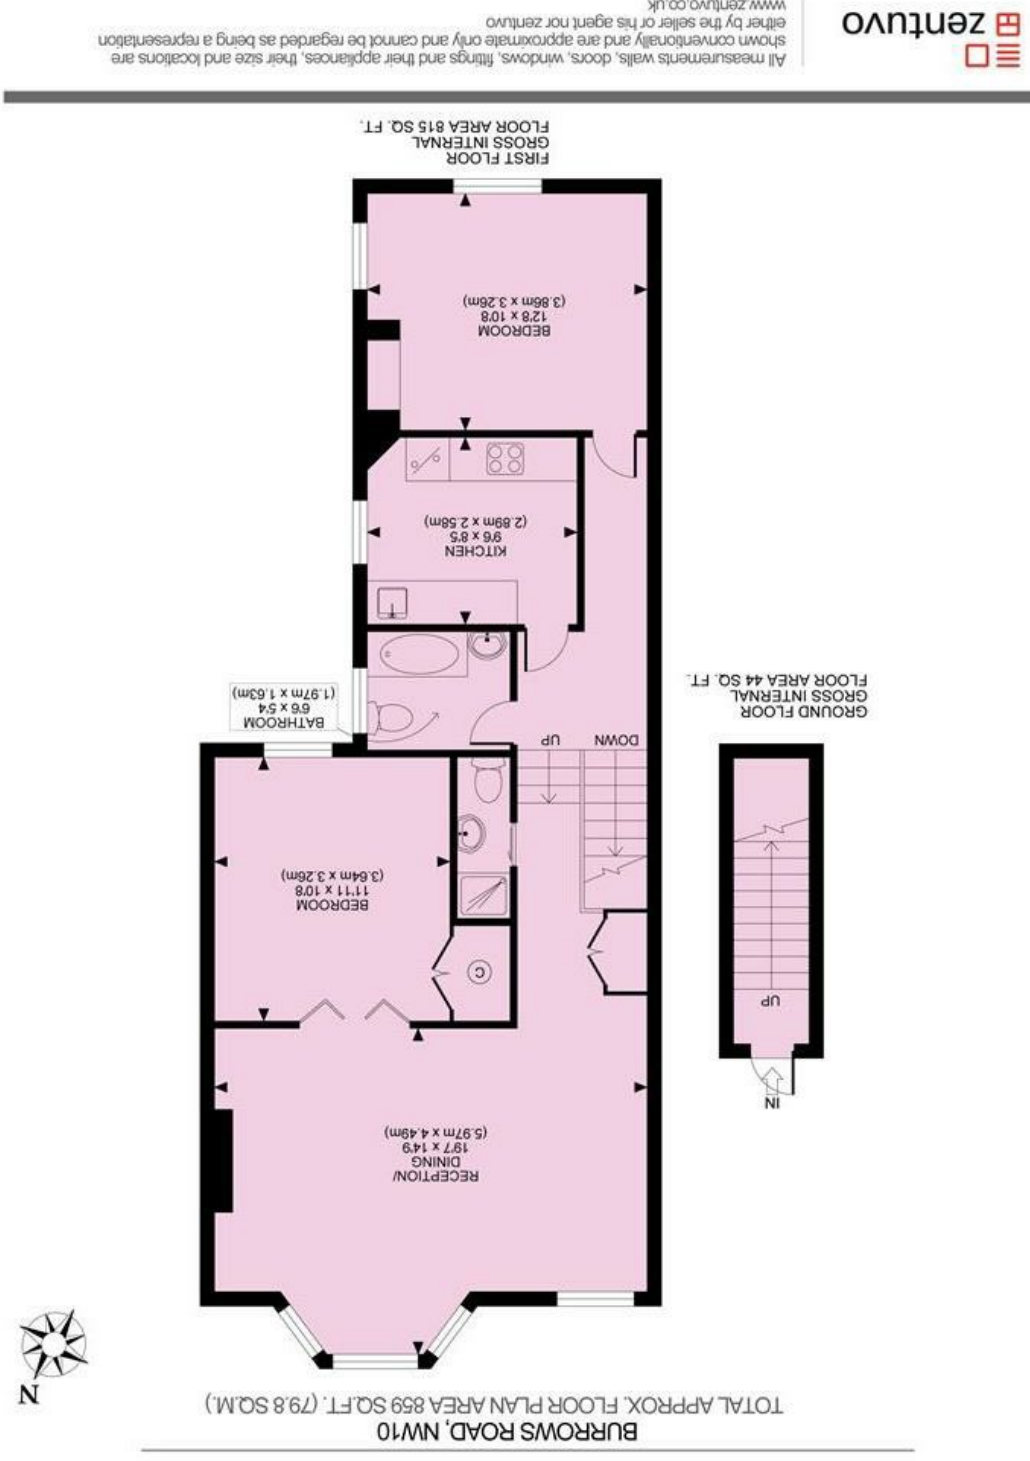 BURROWS ROAD, NW10
TOTAL APPROX. FLOOR PLAN AREA 859 SQ.FT. (79.8 SQ.M.)
N
RECEPTION/
DINING
19'7 x 14'9
(5.97m x 4.49m)
IN
UP
GROUND FLOOR
GROSS INTERNAL
FLOOR AREA 44 SQ. FT.
C
BEDROOM
11'11 x 10'8
(3.64m x 3.26m)
DOWN
UP
BATHROOM
6'6 x 5'4
(1.97m x 1.63m)
KITCHEN
9'6 x 8'5
(2.89m x 2.58m)
BEDROOM
12'8 x 10'8
(3.86m x 3.26m)
FIRST FLOOR
GROSS INTERNAL
FLOOR AREA 815 SQ. FT.
zentuvo
All measurements walls, doors, windows, fittings and their appliances, their size and locations are
shown conventionally and are approximate only and cannot be regarded as being a representation
either by the seller or his agent nor zentuvo
www.zentuvo.co.uk